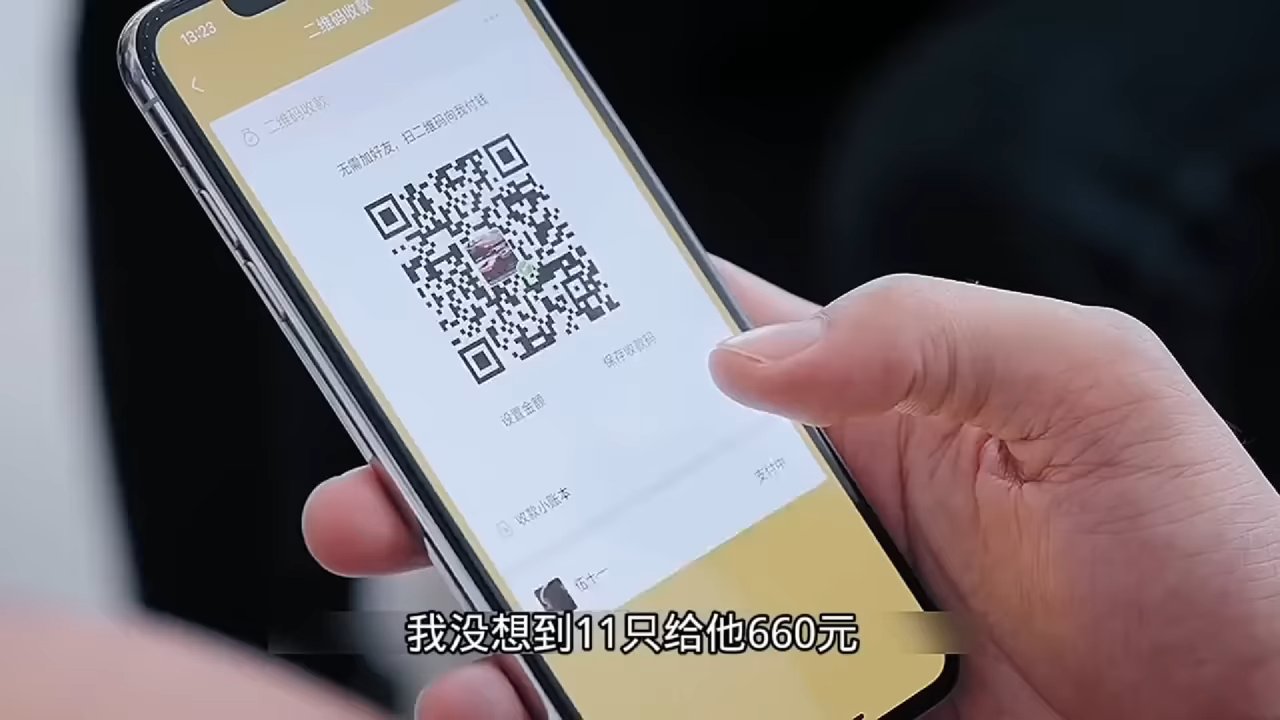 13:23
二维码收款
二维码收款
无需加好友，扫二维码向我付钱
设置金额
保存收款码
收款小账本
支付中
伍十一
我没想到11只给他660元